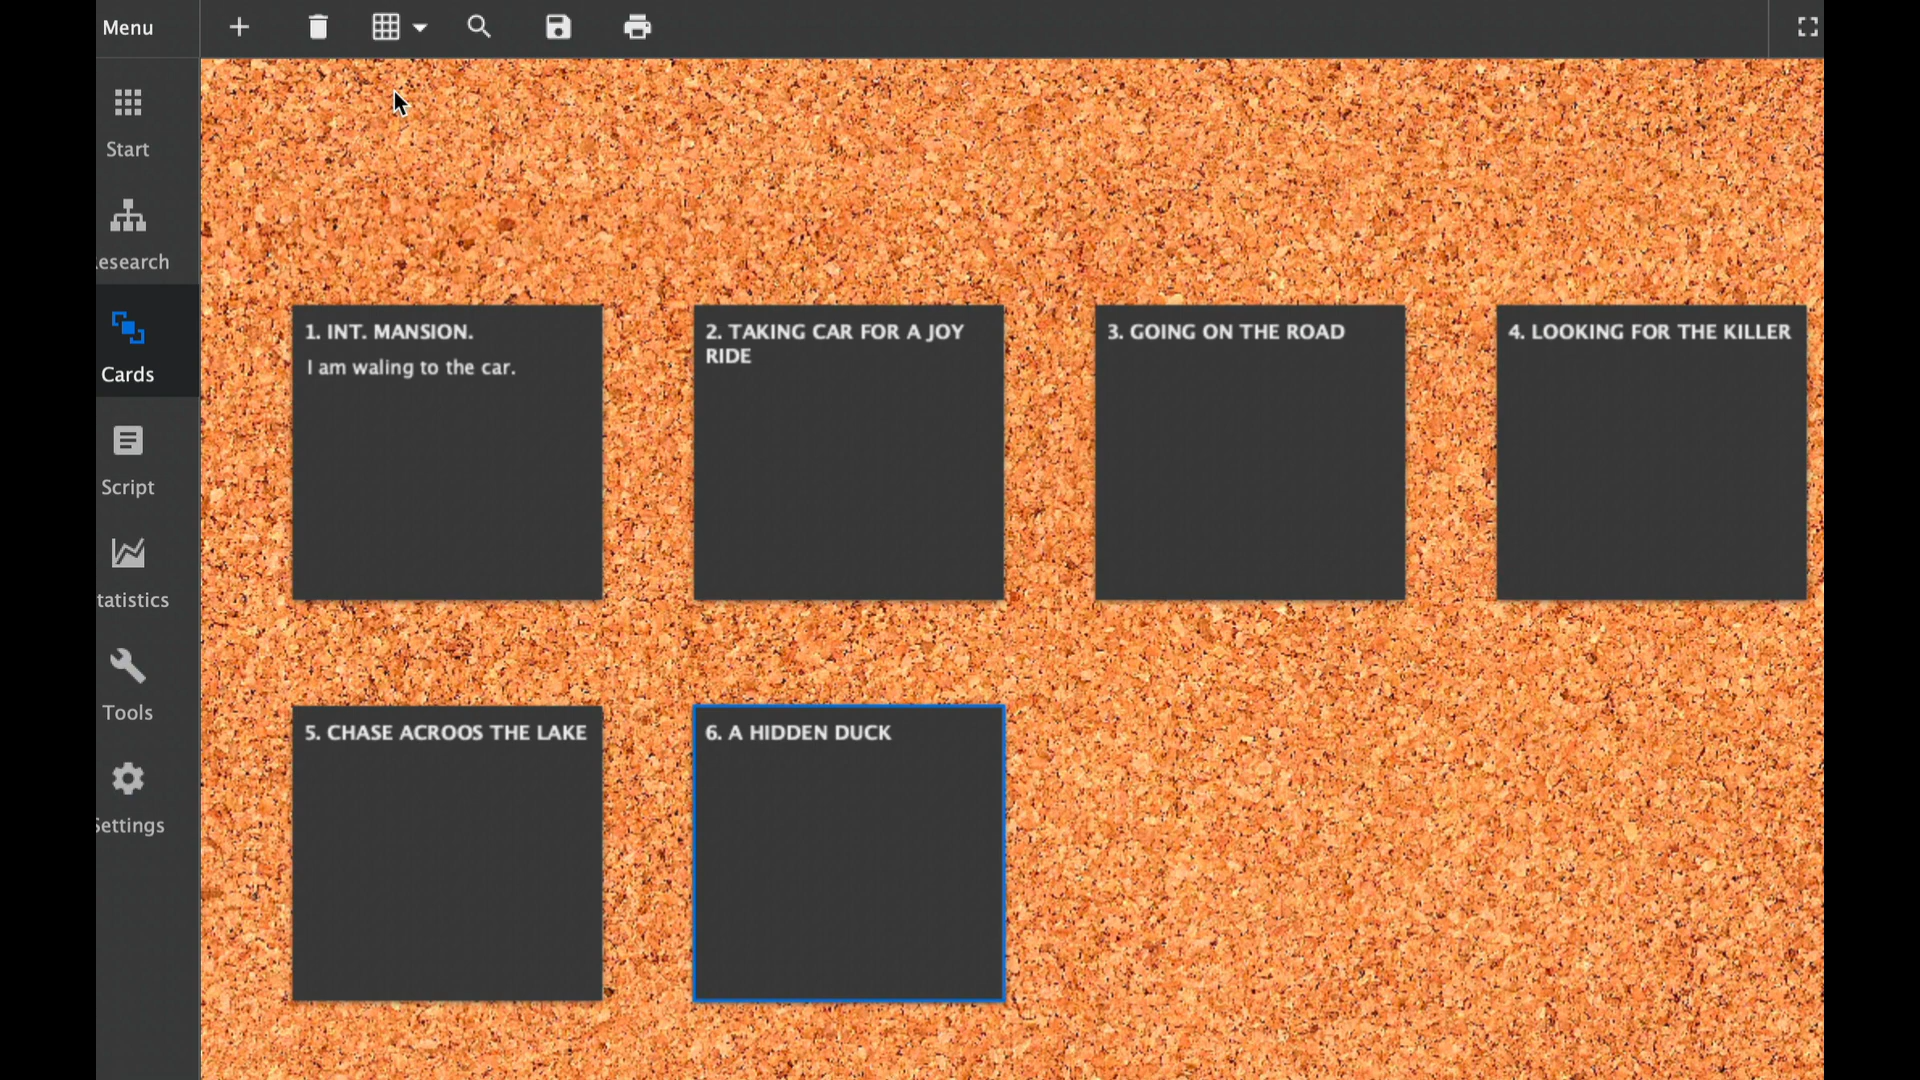 Menu
Start
esearch
Cards
Script
tatistics
Tools
Settings
1. INT. MANSION.
I am waling to the car.
2. TAKING CAR FOR A JOY
RIDE
3. GOING ON THE ROAD
4. LOOKING FOR THE KILLER
5. CHASE ACROOS THE LAKE
6. A HIDDEN DUCK